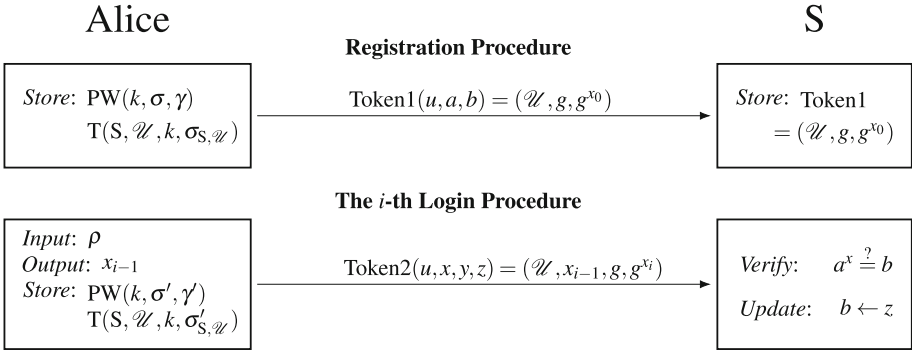 Alice
S
Registration Procedure
Store: PW(k, σ, γ)
T(S, 𝒰, k, σ_{S,𝒰})
Token1(u, a, b) = (𝒰, g, g^{x_0})
Store: Token1
= (𝒰, g, g^{x_0})
The i-th Login Procedure
Input: ρ
Output: x_{i−1}
Store: PW(k, σ′, γ′)
T(S, 𝒰, k, σ′_{S,𝒰})
Token2(u, x, y, z) = (𝒰, x_{i−1}, g, g^{x_i})
Verify: a^x ≟ b
Update: b ← z